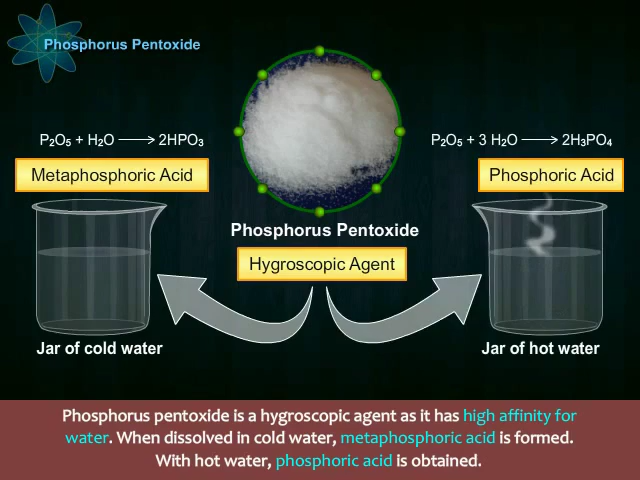 Phosphorus Pentoxide
P₂O₅ + H₂O ⟶ 2HPO₃
Metaphosphoric Acid
P₂O₅ + 3 H₂O ⟶ 2H₃PO₄
Phosphoric Acid
Phosphorus Pentoxide
Hygroscopic Agent
Jar of cold water
Jar of hot water
Phosphorus pentoxide is a hygroscopic agent as it has high affinity for
water. When dissolved in cold water, metaphosphoric acid is formed.
With hot water, phosphoric acid is obtained.